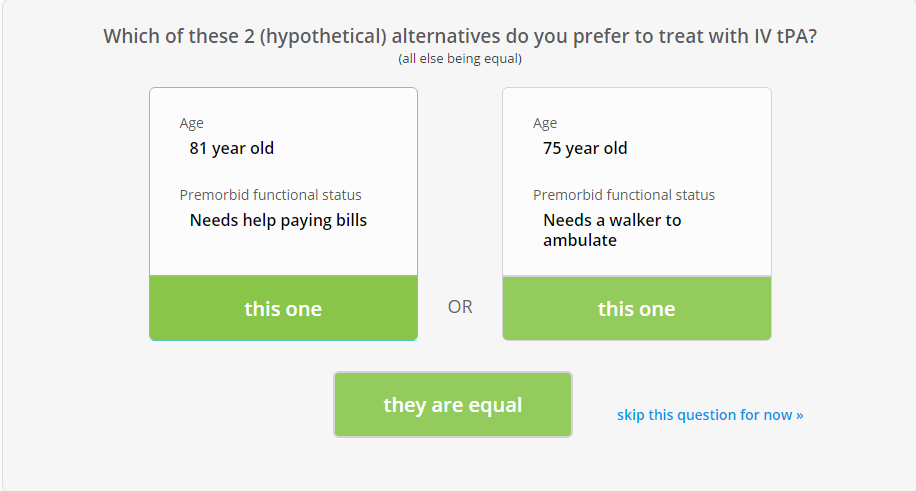 Which of these 2 (hypothetical) alternatives do you prefer to treat with IV tPA?
(all else being equal)
Age
81 year old
Premorbid functional status
Needs help paying bills
this one
OR
Age
75 year old
Premorbid functional status
Needs a walker to
ambulate
this one
they are equal
skip this question for now »